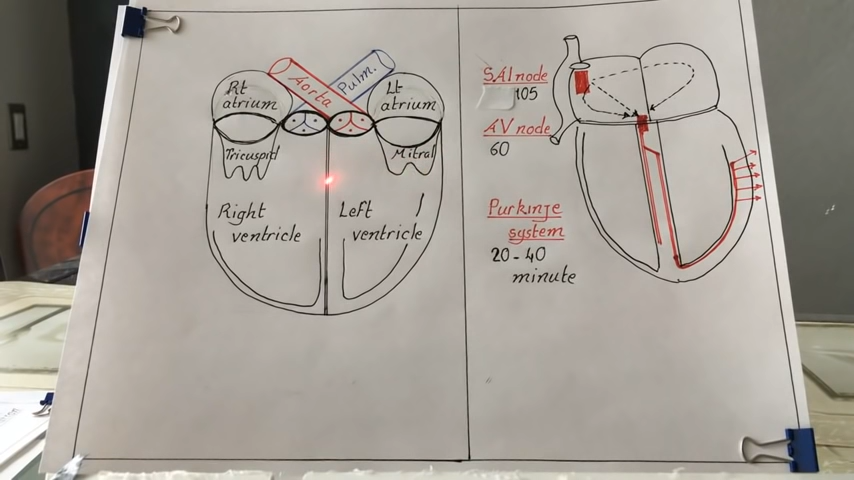 Rt
atrium
Aorta
Pulm.
Lt
atrium
Tricuspid
Mitral
Right
ventricle
Left
ventricle
SA node
105
AV node
60
Purkinje
system
20-40
minute